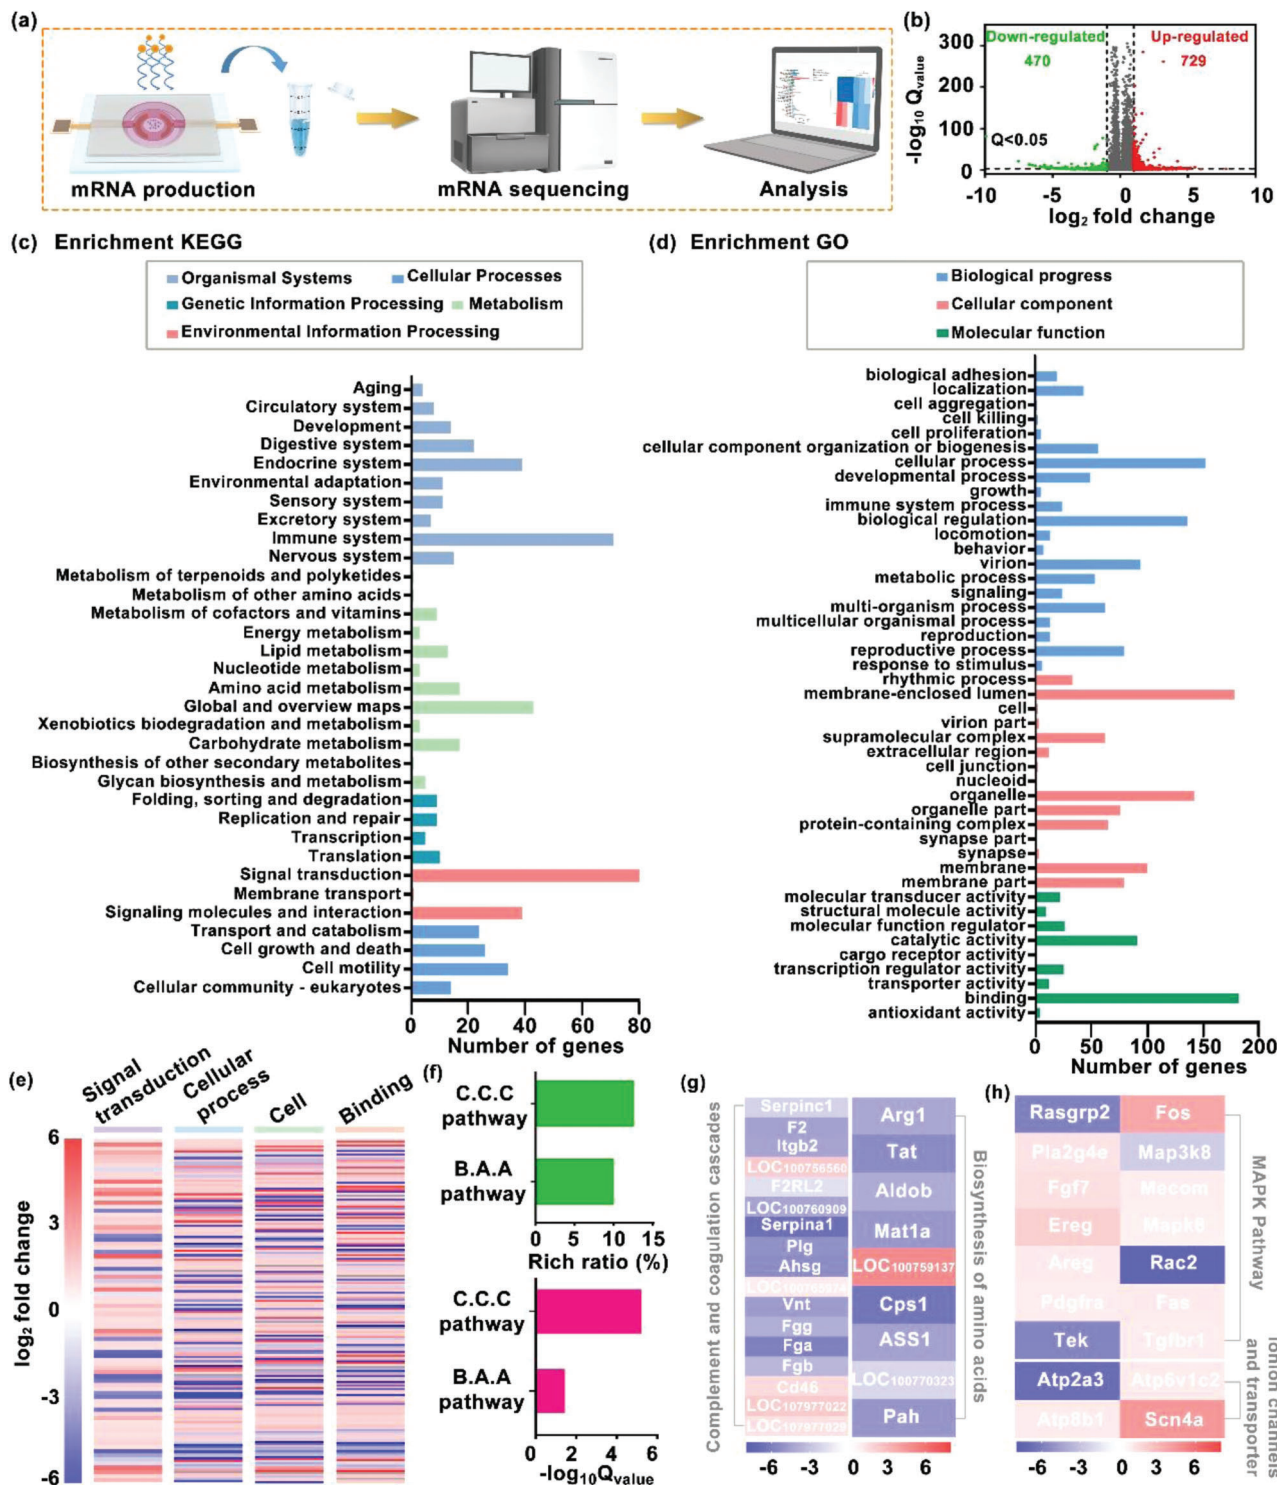 (a)
mRNA production
mRNA sequencing
Analysis
(b)
Down-regulated
470
Up-regulated
729
Q<0.05
300
200
100
0
-log10 Qvalue
-10
-5
0
5
10
log2 fold change
(c) Enrichment KEGG
Organismal Systems
Cellular Processes
Genetic Information Processing
Metabolism
Environmental Information Processing
Aging
Circulatory system
Development
Digestive system
Endocrine system
Environmental adaptation
Sensory system
Excretory system
Immune system
Nervous system
Metabolism of terpenoids and polyketides
Metabolism of other amino acids
Metabolism of cofactors and vitamins
Energy metabolism
Lipid metabolism
Nucleotide metabolism
Amino acid metabolism
Global and overview maps
Xenobiotics biodegradation and metabolism
Carbohydrate metabolism
Biosynthesis of other secondary metabolites
Glycan biosynthesis and metabolism
Folding, sorting and degradation
Replication and repair
Transcription
Translation
Signal transduction
Membrane transport
Signaling molecules and interaction
Transport and catabolism
Cell growth and death
Cell motility
Cellular community - eukaryotes
0
20
40
60
80
Number of genes
(d) Enrichment GO
Biological progress
Cellular component
Molecular function
biological adhesion
localization
cell aggregation
cell killing
cell proliferation
cellular component organization or biogenesis
cellular process
developmental process
growth
immune system process
biological regulation
locomotion
behavior
virion
metabolic process
signaling
multi-organism process
multicellular organismal process
reproduction
reproductive process
response to stimulus
rhythmic process
membrane-enclosed lumen
cell
virion part
supramolecular complex
extracellular region
cell junction
nucleoid
organelle
organelle part
protein-containing complex
synapse part
synapse
membrane
membrane part
molecular transducer activity
structural molecule activity
molecular function regulator
catalytic activity
cargo receptor activity
transcription regulator activity
transporter activity
binding
antioxidant activity
0
50
100
150
200
Number of genes
(e)
Signal
transduction
Cellular
process
Cell
Binding
6
3
0
-3
-6
log2 fold change
(f)
C.C.C
pathway
B.A.A
pathway
0
5
10
15
Rich ratio (%)
C.C.C
pathway
B.A.A
pathway
0
2
4
6
-log10Qvalue
(g)
Complement and coagulation cascades
Serpinc1
F2
Itgb2
LOC100756560
F2RL2
LOC100760909
Serpina1
Plg
Ahsg
Vnt
Fgg
Fga
Fgb
Cd46
LOC107977022
Arg1
Tat
Aldob
Mat1a
LOC100759137
Cps1
ASS1
LOC100770323
Pah
Biosynthesis of amino acids
-6
-3
0
3
6
(h)
Rasgrp2
Fos
Pla2g4e
Map3k8
Fgf7
Mecom
Ereg
Mapk6
Areg
Rac2
Pdgfra
Fas
Tek
Tgfbr1
Atp2a3
Atp6v1c2
Atp8b1
Scn4a
MAPK Pathway
Ionion channels
and transporter
-6
-3
0
3
6